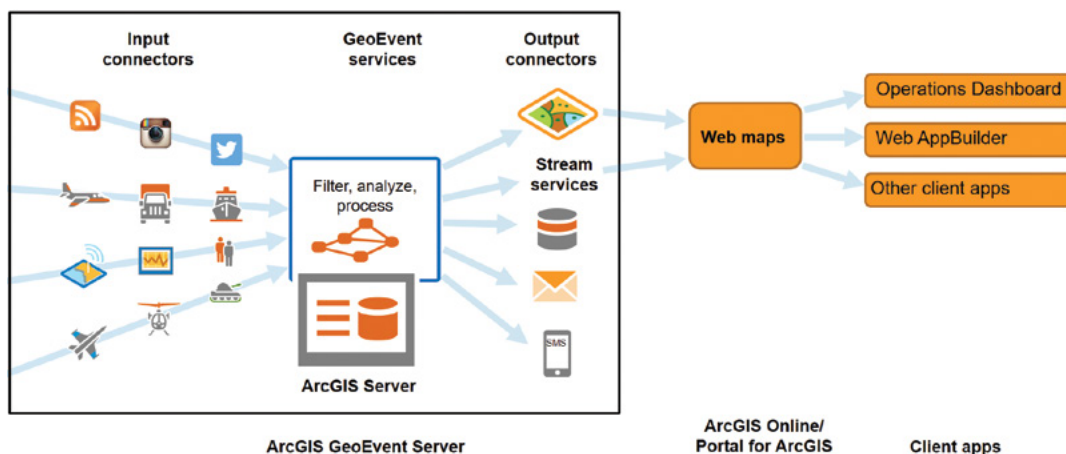 Input
connectors
GeoEvent
services
Output
connectors
Filter, analyze,
process
ArcGIS Server
Stream
services
SMS
Web maps
Operations Dashboard
Web AppBuilder
Other client apps
ArcGIS GeoEvent Server
ArcGIS Online/
Portal for ArcGIS
Client apps